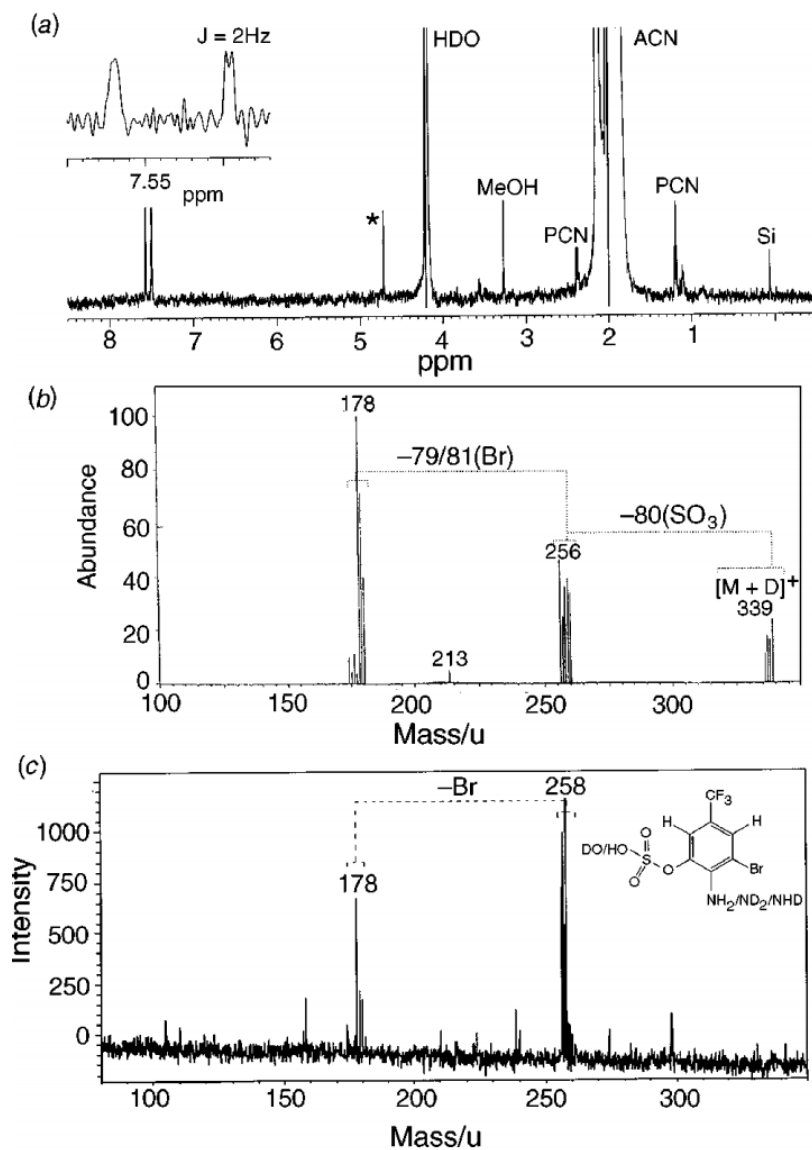 (a)
J = 2Hz
7.55
ppm
HDO
ACN
*
MeOH
PCN
PCN
Si
8 7 6 5 4 3 2 1
ppm
(b)
Abundance
100
80
60
40
20
0
178
–79/81(Br)
–80(SO3)
256
[M + D]+
339
213
100 150 200 250 300
Mass/u
(c)
Intensity
1000
750
500
250
0
–Br
258
178
CF3
H
H
DO/HO
O
S
O
O
Br
NH2/ND2/NHD
100 150 200 250 300
Mass/u